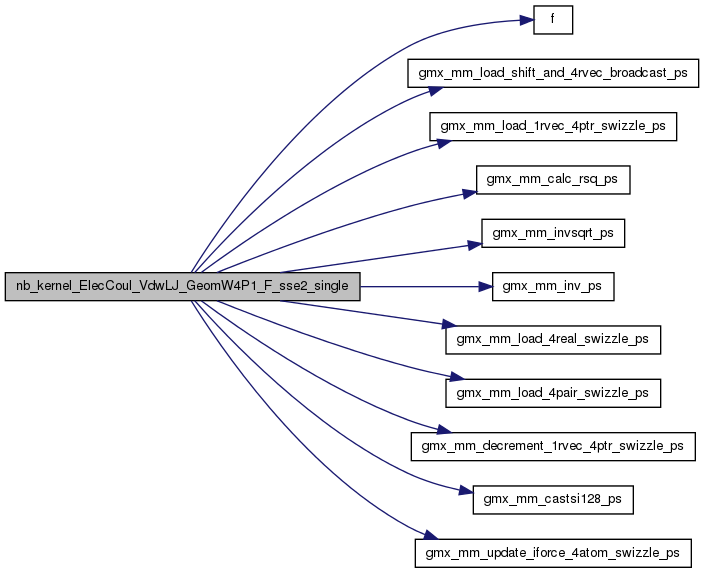 f
gmx_mm_load_shift_and_4rvec_broadcast_ps
gmx_mm_load_1rvec_4ptr_swizzle_ps
gmx_mm_calc_rsq_ps
gmx_mm_invsqrt_ps
nb_kernel_ElecCoul_VdwLJ_GeomW4P1_F_sse2_single
gmx_mm_inv_ps
gmx_mm_load_4real_swizzle_ps
gmx_mm_load_4pair_swizzle_ps
gmx_mm_decrement_1rvec_4ptr_swizzle_ps
gmx_mm_castsi128_ps
gmx_mm_update_iforce_4atom_swizzle_ps